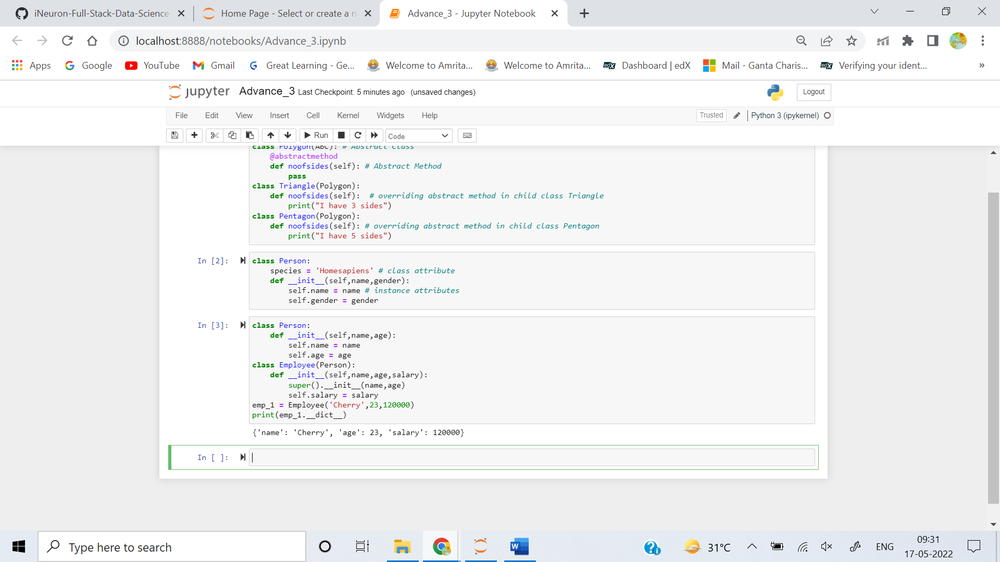 iNeuron-Full-Stack-Data-Science
Home Page - Select or create a n
Advance_3 - Jupyter Notebook
localhost:8888/notebooks/Advance_3.ipynb
Apps
Google
YouTube
Gmail
Great Learning - Ge...
Welcome to Amrita...
Welcome to Amrita...
edX
Dashboard | edX
Mail - Ganta Charis...
edX
Verifying your ident...
»
jupyter Advance_3 Last Checkpoint: 5 minutes ago (unsaved changes)
Logout
File Edit View Insert Cell Kernel Widgets Help
Trusted
Python 3 (ipykernel)
Run
Code
class Polygon(ABC): # Abstract class
    @abstractmethod
    def noofsides(self): # Abstract Method
        pass
class Triangle(Polygon):
    def noofsides(self):  # overriding abstract method in child class Triangle
        print("I have 3 sides")
class Pentagon(Polygon):
    def noofsides(self): # overriding abstract method in child class Pentagon
        print("I have 5 sides")
In [2]:
class Person:
    species = 'Homesapiens' # class attribute
    def __init__(self,name,gender):
        self.name = name # instance attributes
        self.gender = gender
In [3]:
class Person:
    def __init__(self,name,age):
        self.name = name
        self.age = age
class Employee(Person):
    def __init__(self,name,age,salary):
        super().__init__(name,age)
        self.salary = salary
emp_1 = Employee('Cherry',23,120000)
print(emp_1.__dict__)
{'name': 'Cherry', 'age': 23, 'salary': 120000}
In [ ]:
Type here to search
W
31°C
ENG
09:31
17-05-2022